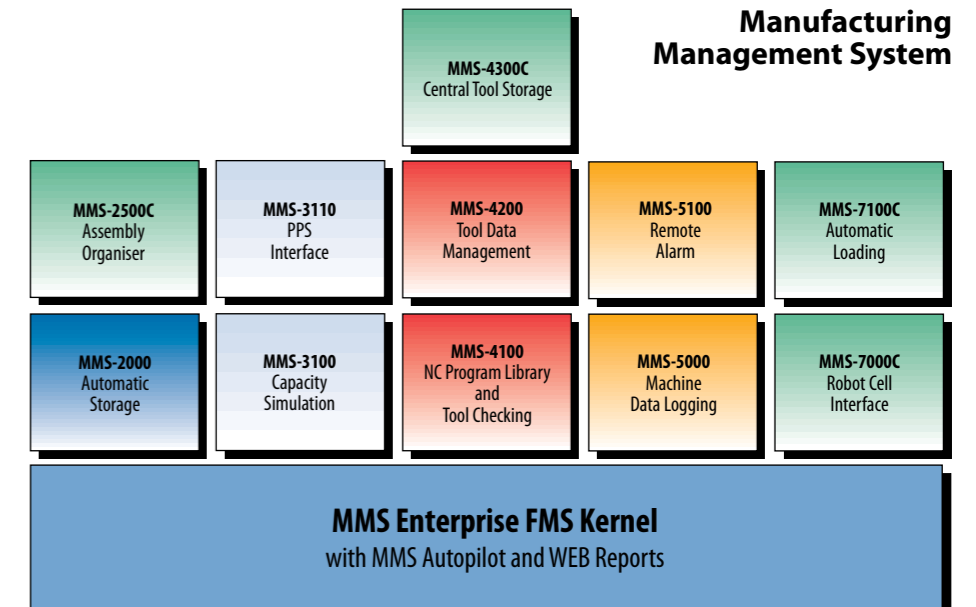 Manufacturing
Management System
MMS-4300C
Central Tool Storage
MMS-2500C
Assembly
Organiser
MMS-3110
PPS
Interface
MMS-4200
Tool Data
Management
MMS-5100
Remote
Alarm
MMS-7100C
Automatic
Loading
MMS-2000
Automatic
Storage
MMS-3100
Capacity
Simulation
MMS-4100
NC Program Library
and
Tool Checking
MMS-5000
Machine
Data Logging
MMS-7000C
Robot Cell
Interface
MMS Enterprise FMS Kernel
with MMS Autopilot and WEB Reports